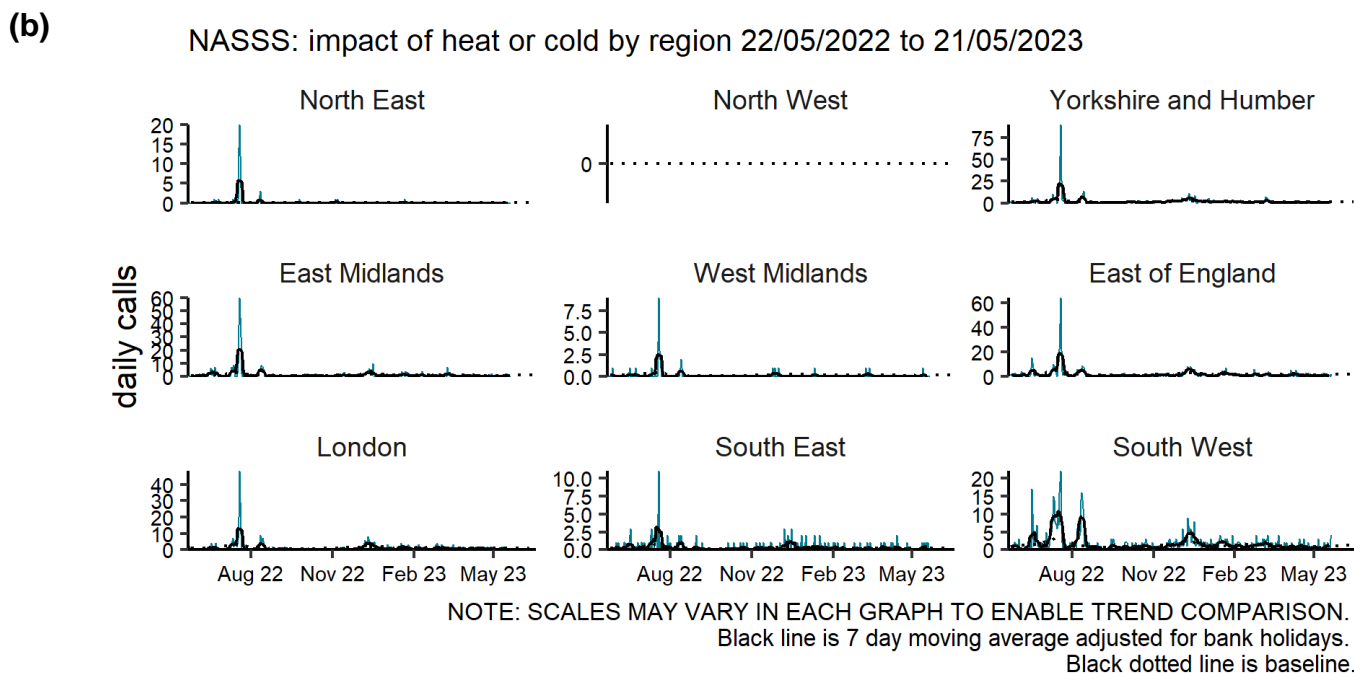 (b)
NASSS: impact of heat or cold by region 22/05/2022 to 21/05/2023
daily calls
North East
20
15
10
5
0
North West
0
Yorkshire and Humber
75
50
25
0
East Midlands
60
50
40
30
20
10
0
West Midlands
7.5
5.0
2.5
0.0
East of England
60
40
20
0
London
40
30
20
10
0
South East
10.0
7.5
5.0
2.5
0.0
South West
20
15
10
5
0
Aug 22 Nov 22 Feb 23 May 23
Aug 22 Nov 22 Feb 23 May 23
Aug 22 Nov 22 Feb 23 May 23
NOTE: SCALES MAY VARY IN EACH GRAPH TO ENABLE TREND COMPARISON.
Black line is 7 day moving average adjusted for bank holidays.
Black dotted line is baseline.